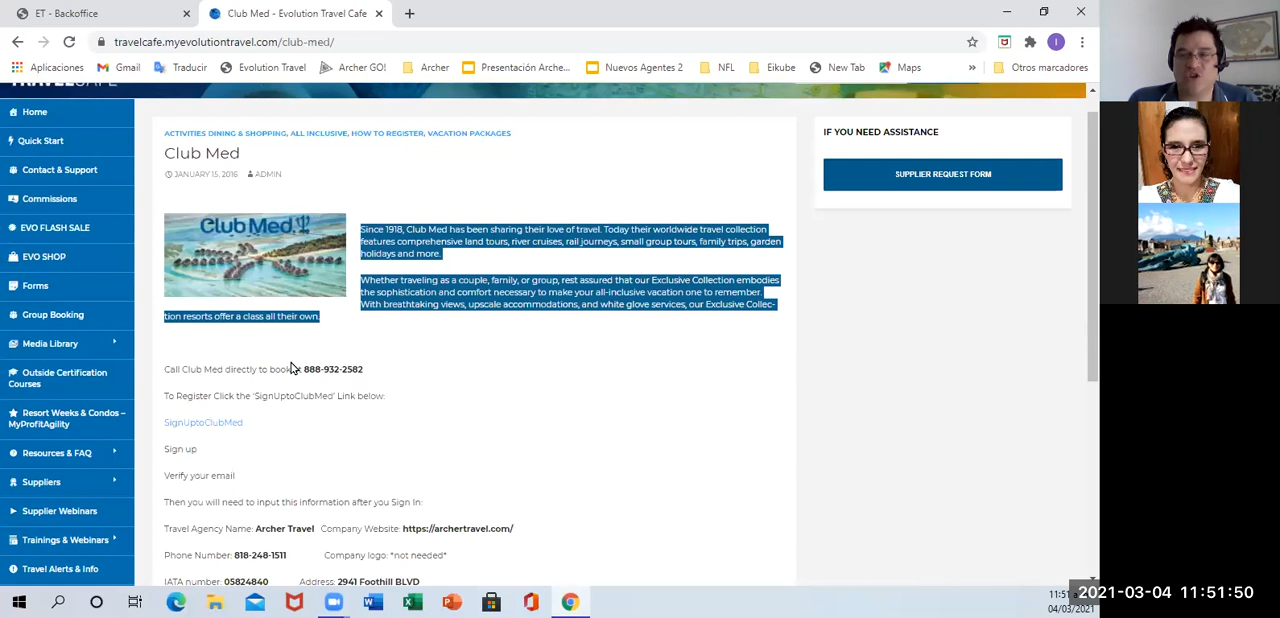 ET - Backoffice
Club Med - Evolution Travel Cafe
travelcafe.myevolutiontravel.com/club-med/
Aplicaciones
Gmail
Traducir
Evolution Travel
Archer GO!
Archer
Presentación Arche...
Nuevos Agentes 2
NFL
Eikube
New Tab
Maps
»
Otros marcadores
Home
Quick Start
Contact & Support
Commissions
EVO FLASH SALE
EVO SHOP
Forms
Group Booking
Media Library
Outside Certification
Courses
Resort Weeks & Condos –
MyProfitAgility
Resources & FAQ
Suppliers
Supplier Webinars
Trainings & Webinars
Travel Alerts & Info
ACTIVITIES DINING & SHOPPING, ALL INCLUSIVE, HOW TO REGISTER, VACATION PACKAGES
Club Med
JANUARY 15, 2016 ADMIN
Club Med
Since 1918, Club Med has been sharing their love of travel. Today their worldwide travel collection
features comprehensive land tours, river cruises, rail journeys, small group tours, family trips, garden
holidays and more.
Whether traveling as a couple, family, or group, rest assured that our Exclusive Collection embodies
the sophistication and comfort necessary to make your all-inclusive vacation one to remember.
With breathtaking views, upscale accommodations, and white glove services, our Exclusive Collec-
tion resorts offer a class all their own.
Call Club Med directly to book 888-932-2582
To Register Click the 'SignUptoClubMed' Link below:
SignUptoClubMed
Sign up
Verify your email
Then you will need to input this information after you Sign In:
Travel Agency Name: Archer Travel Company Website: https://archertravel.com/
Phone Number: 818-248-1511 Company logo: *not needed*
IATA number: 05824840 Address: 2941 Foothill BLVD
IF YOU NEED ASSISTANCE
SUPPLIER REQUEST FORM
11:51
04/03/2021
2021-03-04 11:51:50